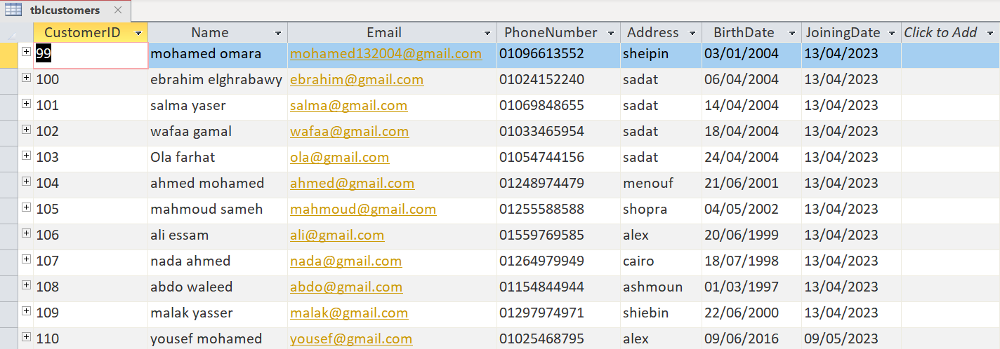 tblcustomers
CustomerID Name Email PhoneNumber Address BirthDate JoiningDate Click to Add
99 mohamed omara mohamed132004@gmail.com 01096613552 sheipin 03/01/2004 13/04/2023
100 ebrahim elghrabawy ebrahim@gmail.com 01024152240 sadat 06/04/2004 13/04/2023
101 salma yaser salma@gmail.com 01069848655 sadat 14/04/2004 13/04/2023
102 wafaa gamal wafaa@gmail.com 01033465954 sadat 18/04/2004 13/04/2023
103 Ola farhat ola@gmail.com 01054744156 sadat 24/04/2004 13/04/2023
104 ahmed mohamed ahmed@gmail.com 01248974479 menouf 21/06/2001 13/04/2023
105 mahmoud sameh mahmoud@gmail.com 01255588588 shopra 04/05/2002 13/04/2023
106 ali essam ali@gmail.com 01559769585 alex 20/06/1999 13/04/2023
107 nada ahmed nada@gmail.com 01264979949 cairo 18/07/1998 13/04/2023
108 abdo waleed abdo@gmail.com 01154844944 ashmoun 01/03/1997 13/04/2023
109 malak yasser malak@gmail.com 01297974971 shiebin 22/06/2000 13/04/2023
110 yousef mohamed yousef@gmail.com 01025468795 alex 09/06/2016 09/05/2023